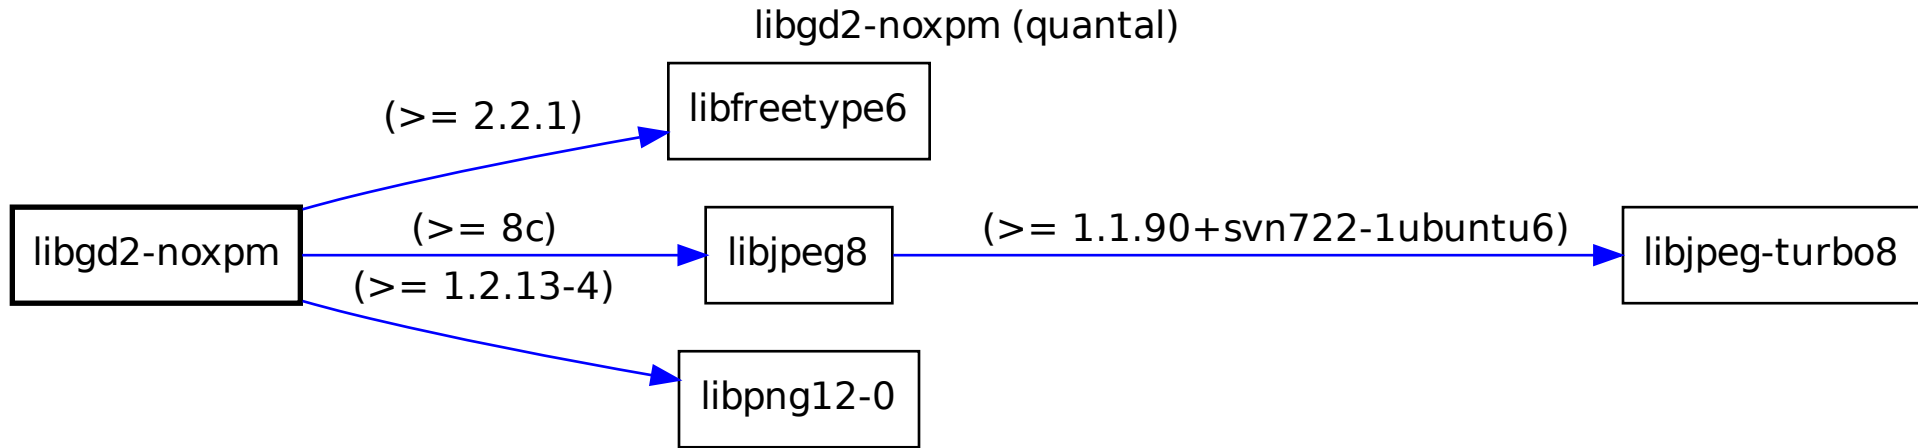 libgd2-noxpm (quantal)
(>= 2.2.1)
libfreetype6
libgd2-noxpm
(>= 8c)
libjpeg8
(>= 1.1.90+svn722-1ubuntu6)
libjpeg-turbo8
(>= 1.2.13-4)
libpng12-0